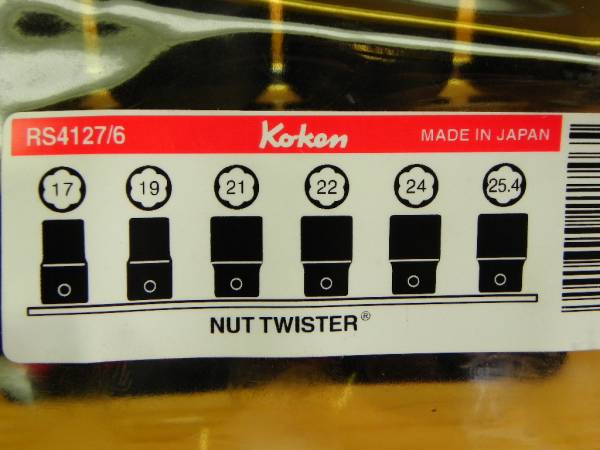 RS4127/6 Koken MADE IN JAPAN
17 19 21 22 24 25.4
NUT TWISTER®